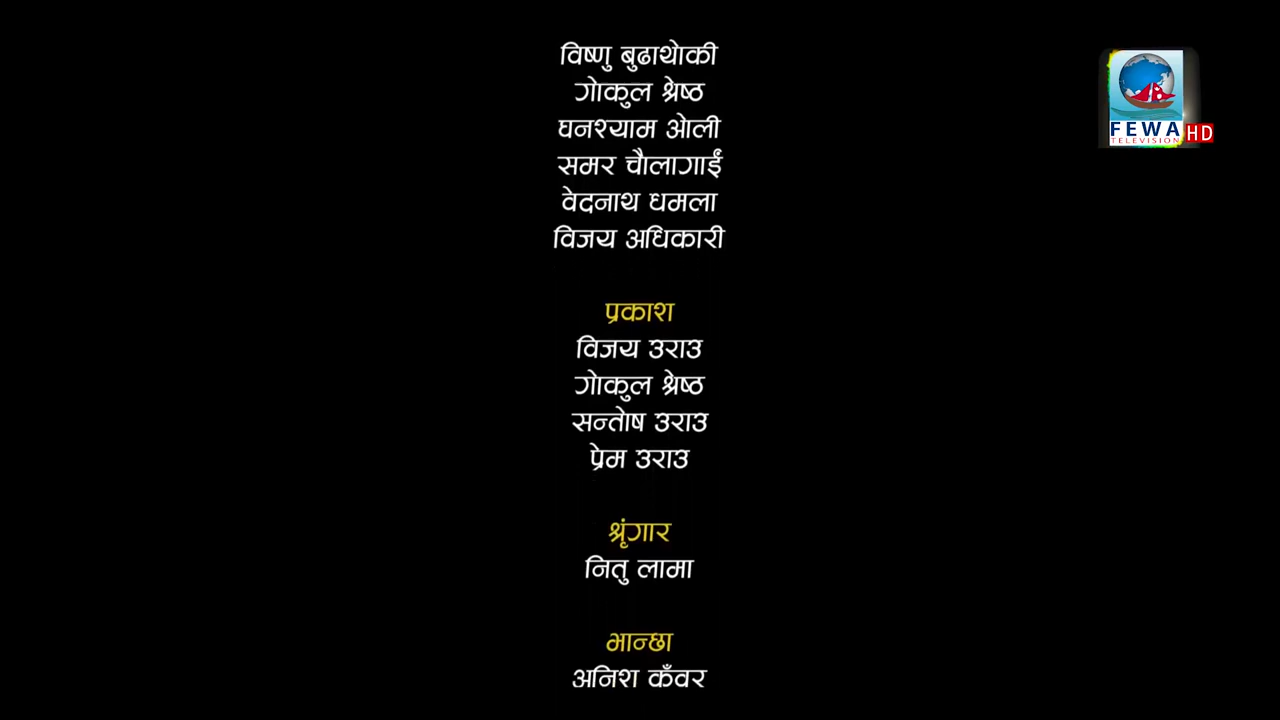 विष्णु बुढाथोकी
गोकुल श्रेष्ठ
घनश्याम ओली
समर चौलागाईं
वेदनाथ धमला
विजय अधिकारी
प्रकाश
विजय उराउ
गोकुल श्रेष्ठ
सन्तोष उराउ
प्रेम उराउ
श्रृंगार
नितु लामा
भान्छा
अनिश कँवर
FEWA HD
TELEVISION